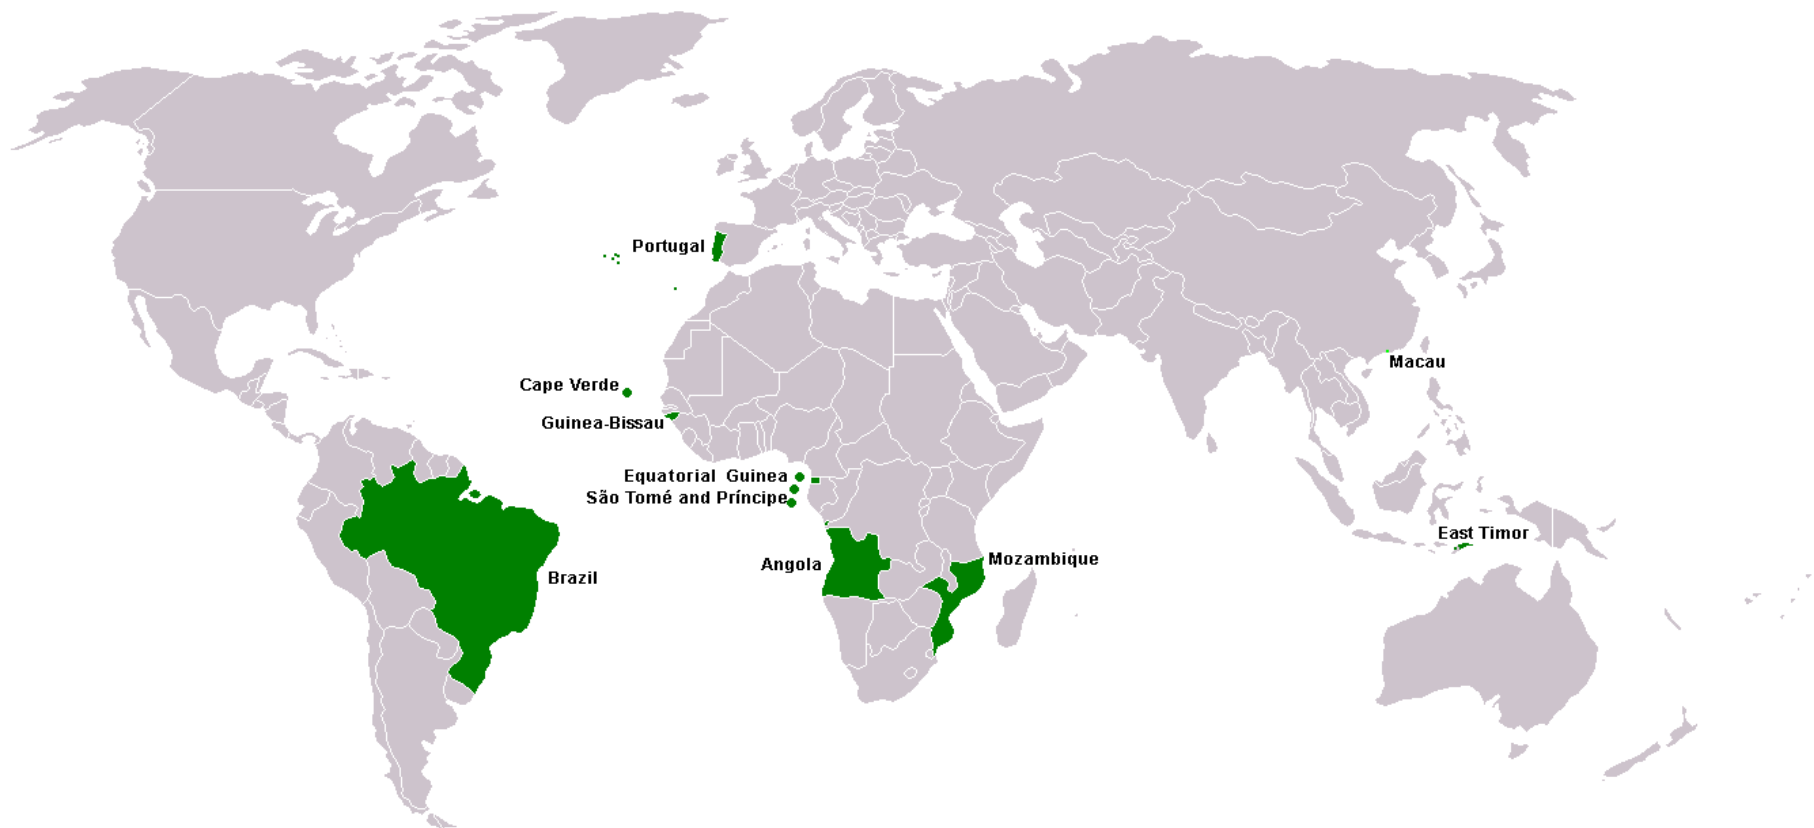 Portugal
Macau
Cape Verde
Guinea-Bissau
Equatorial Guinea
São Tomé and Príncipe
East Timor
Angola
Mozambique
Brazil